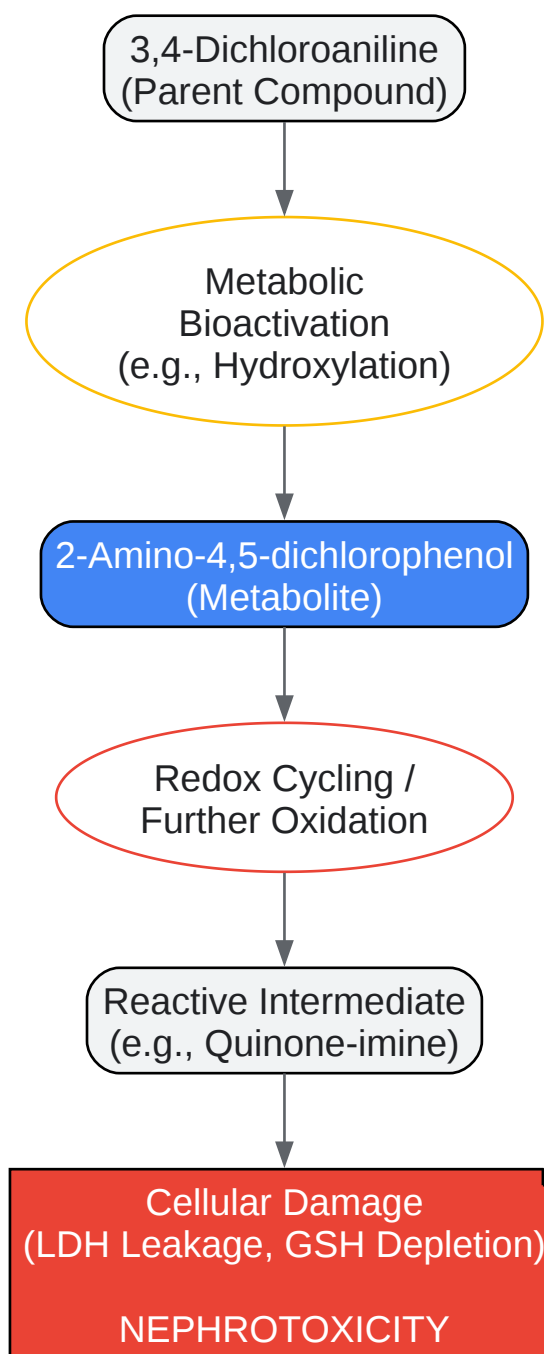 3,4-Dichloroaniline
(Parent Compound)
Metabolic
Bioactivation
(e.g., Hydroxylation)
2-Amino-4,5-dichlorophenol
(Metabolite)
Redox Cycling /
Further Oxidation
Reactive Intermediate
(e.g., Quinone-imine)
Cellular Damage
(LDH Leakage, GSH Depletion)
NEPHROTOXICITY